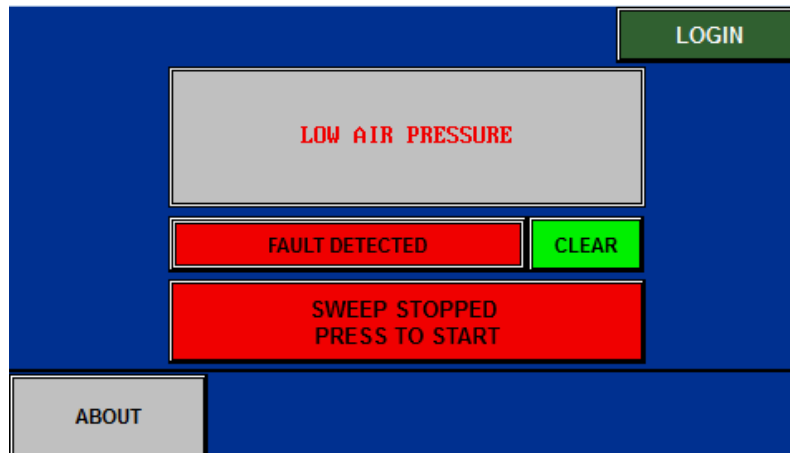 LOGIN
LOW AIR PRESSURE
FAULT DETECTED
CLEAR
SWEEP STOPPED
PRESS TO START
ABOUT